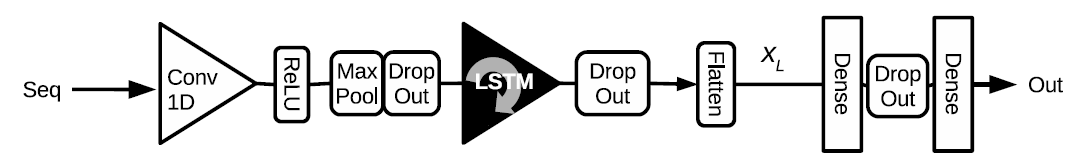 Seq
Conv
1D
ReLU
Max
Pool
Drop
Out
LSTM
Drop
Out
Flatten
X_L
Dense
Drop
Out
Dense
Out